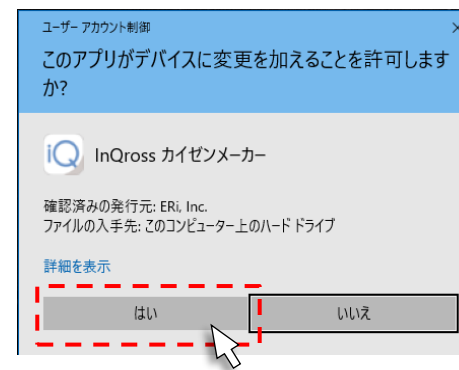 ユーザー アカウント制御
このアプリがデバイスに変更を加えることを許可します
か?
iQ InQross カイゼンメーカー
確認済みの発行元: ERi, Inc.
ファイルの入手先: このコンピューター上のハード ドライブ
詳細を表示
はい いいえ